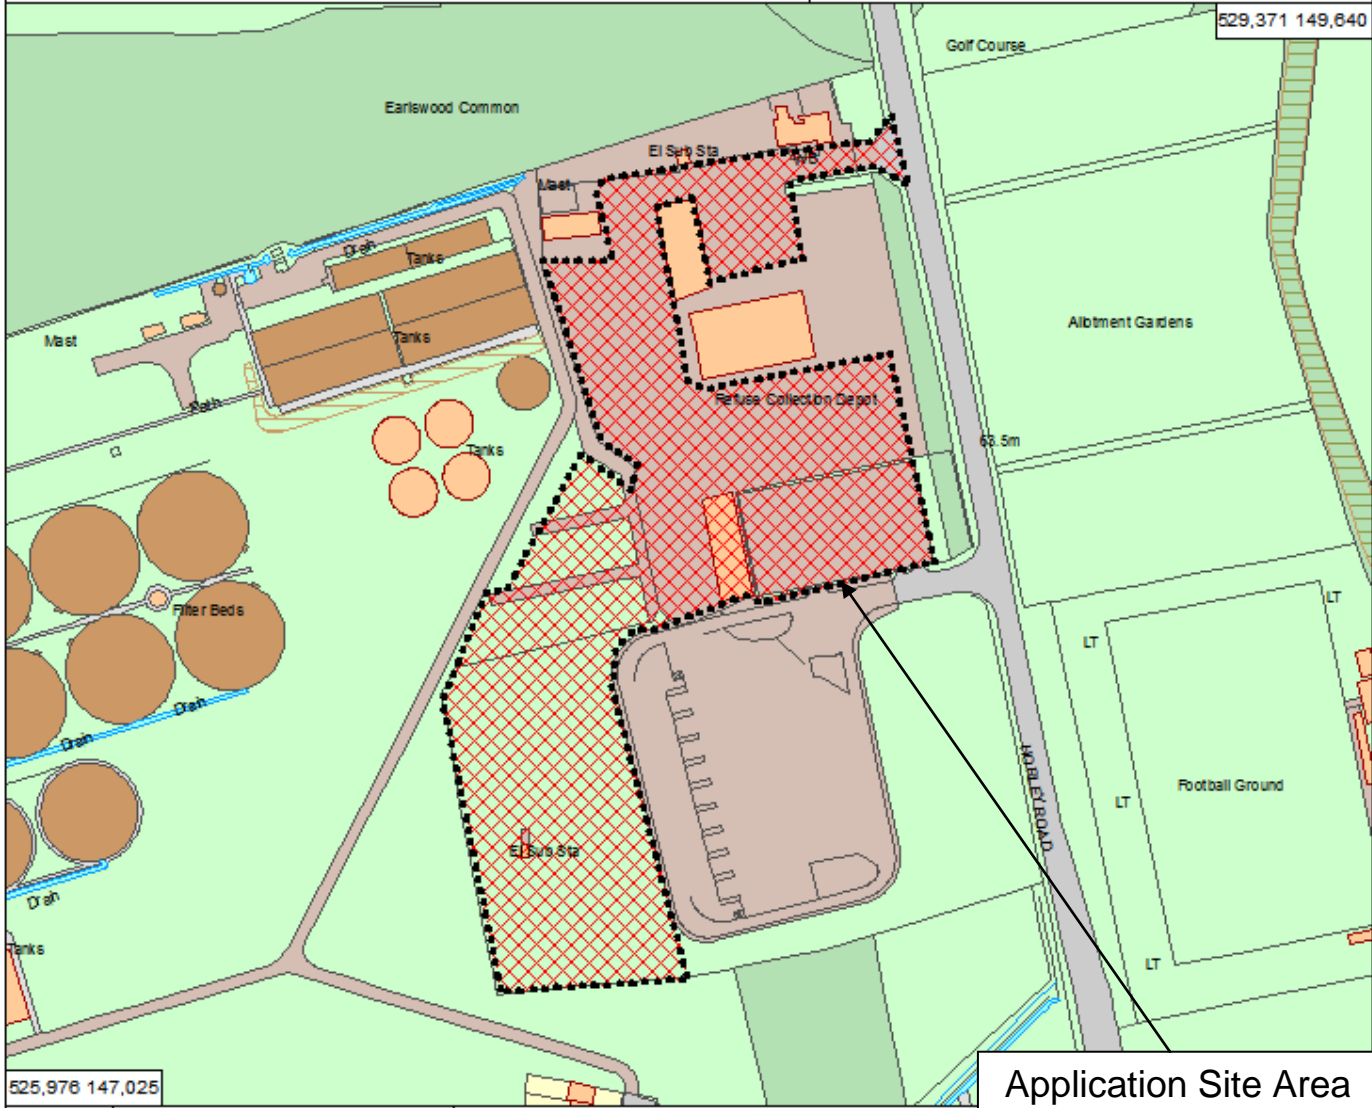 529,371 149,640
Golf Course
Earlswood Common
El Sub Sta
Mast
Drain
Tanks
Allotment Gardens
Mast
Tanks
Refuse Collection Depot
Path
63.5m
Tanks
Filter Beds
LT
LT
Drain
Drain
HORLEY ROAD
Football Ground
LT
El Sub Sta
Drain
Tanks
LT
525,976 147,025
Application Site Area